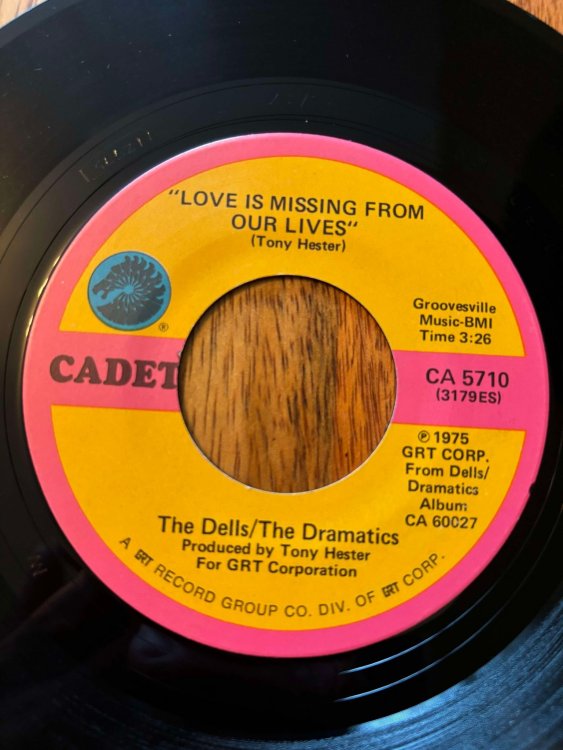 "LOVE IS MISSING FROM
OUR LIVES"
(Tony Hester)
®
Groovesville
Music-BMI
Time 3:26
CADET
CA 5710
(3179ES)
℗ 1975
GRT CORP.
From Dells/
Dramatics
Album
CA 60027
The Dells/The Dramatics
Produced by Tony Hester
For GRT Corporation
A GRT RECORD GROUP CO. DIV. OF GRT CORP.